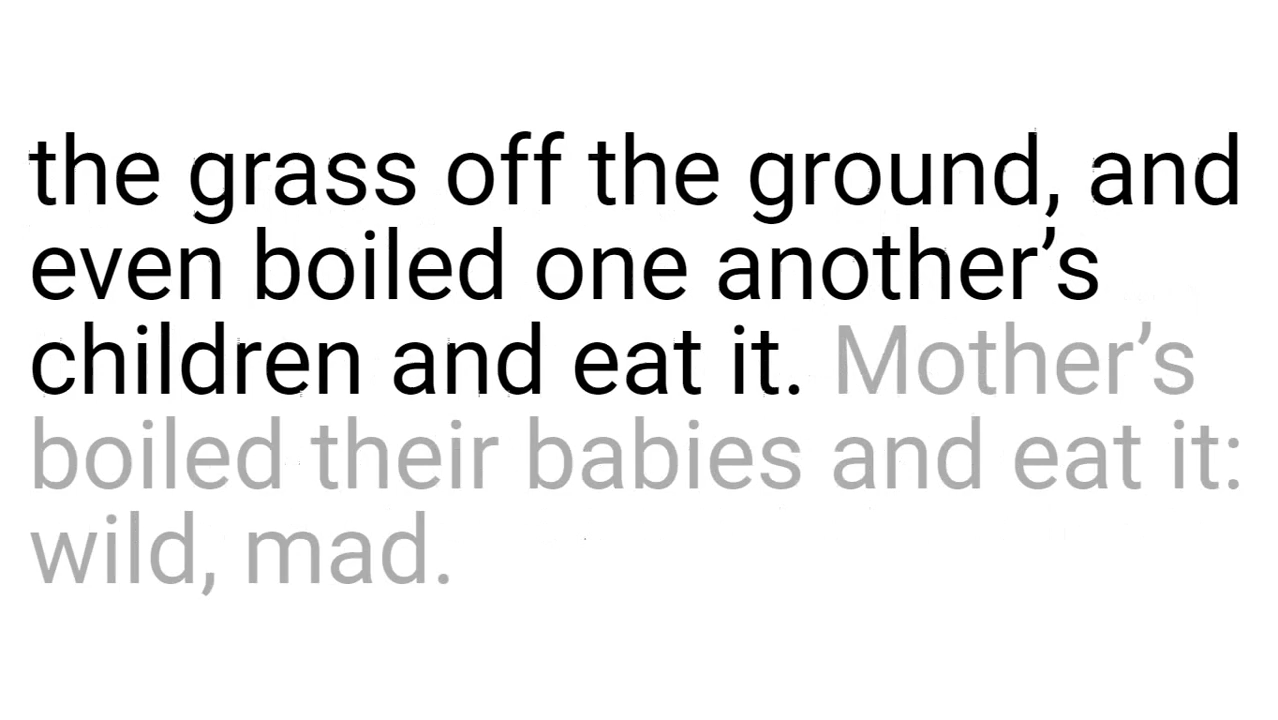 the grass off the ground, and
even boiled one another’s
children and eat it. Mother’s
boiled their babies and eat it:
wild, mad.